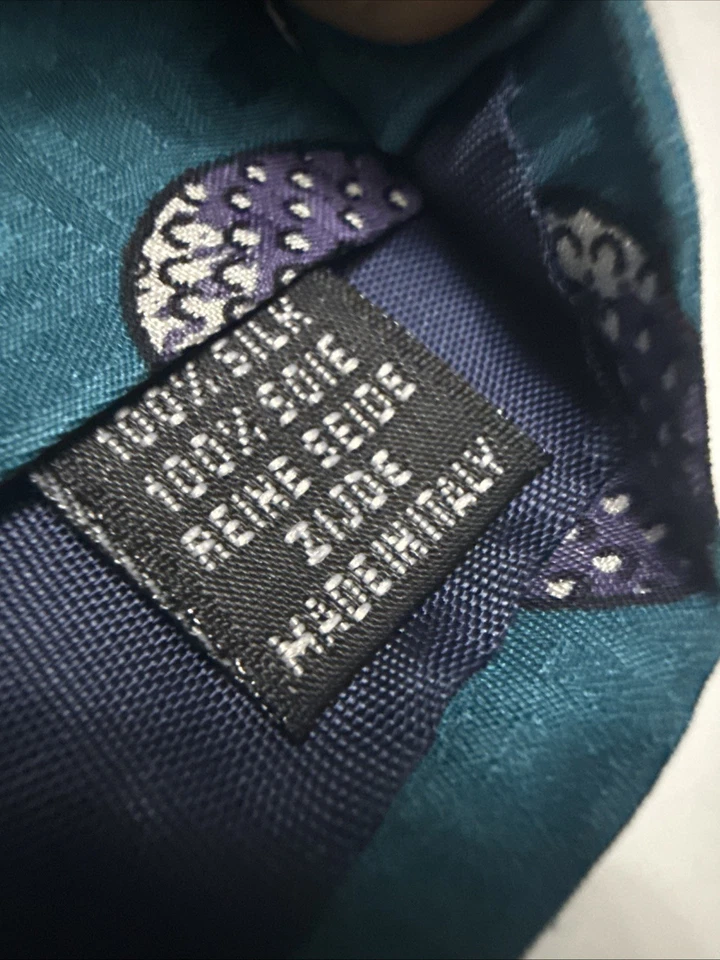 100% SILK
100% SOIE
REINE SEIDE
ZIJDE
MADE IN ITALY